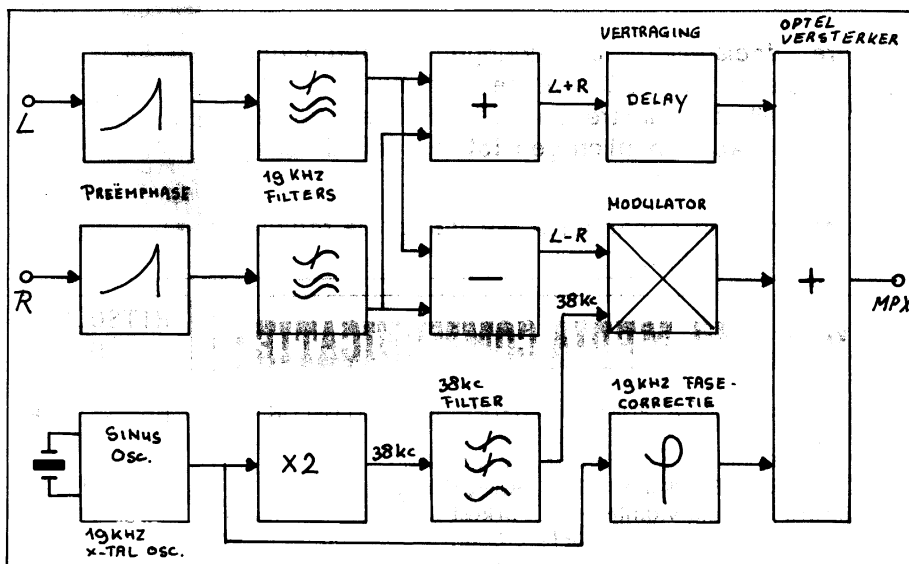 OPTEL
VERSTERKER
VERTRAGING
L
+
L+R
DELAY
PREËMPHASE
19 KHZ
FILTERS
MODULATOR
R
−
L-R
38kc
+
MPX
SINUS
OSC.
X2
38kc
38kc
FILTER
19KHZ FASE-
CORRECTIE
φ
19KHZ
X-TAL OSC.